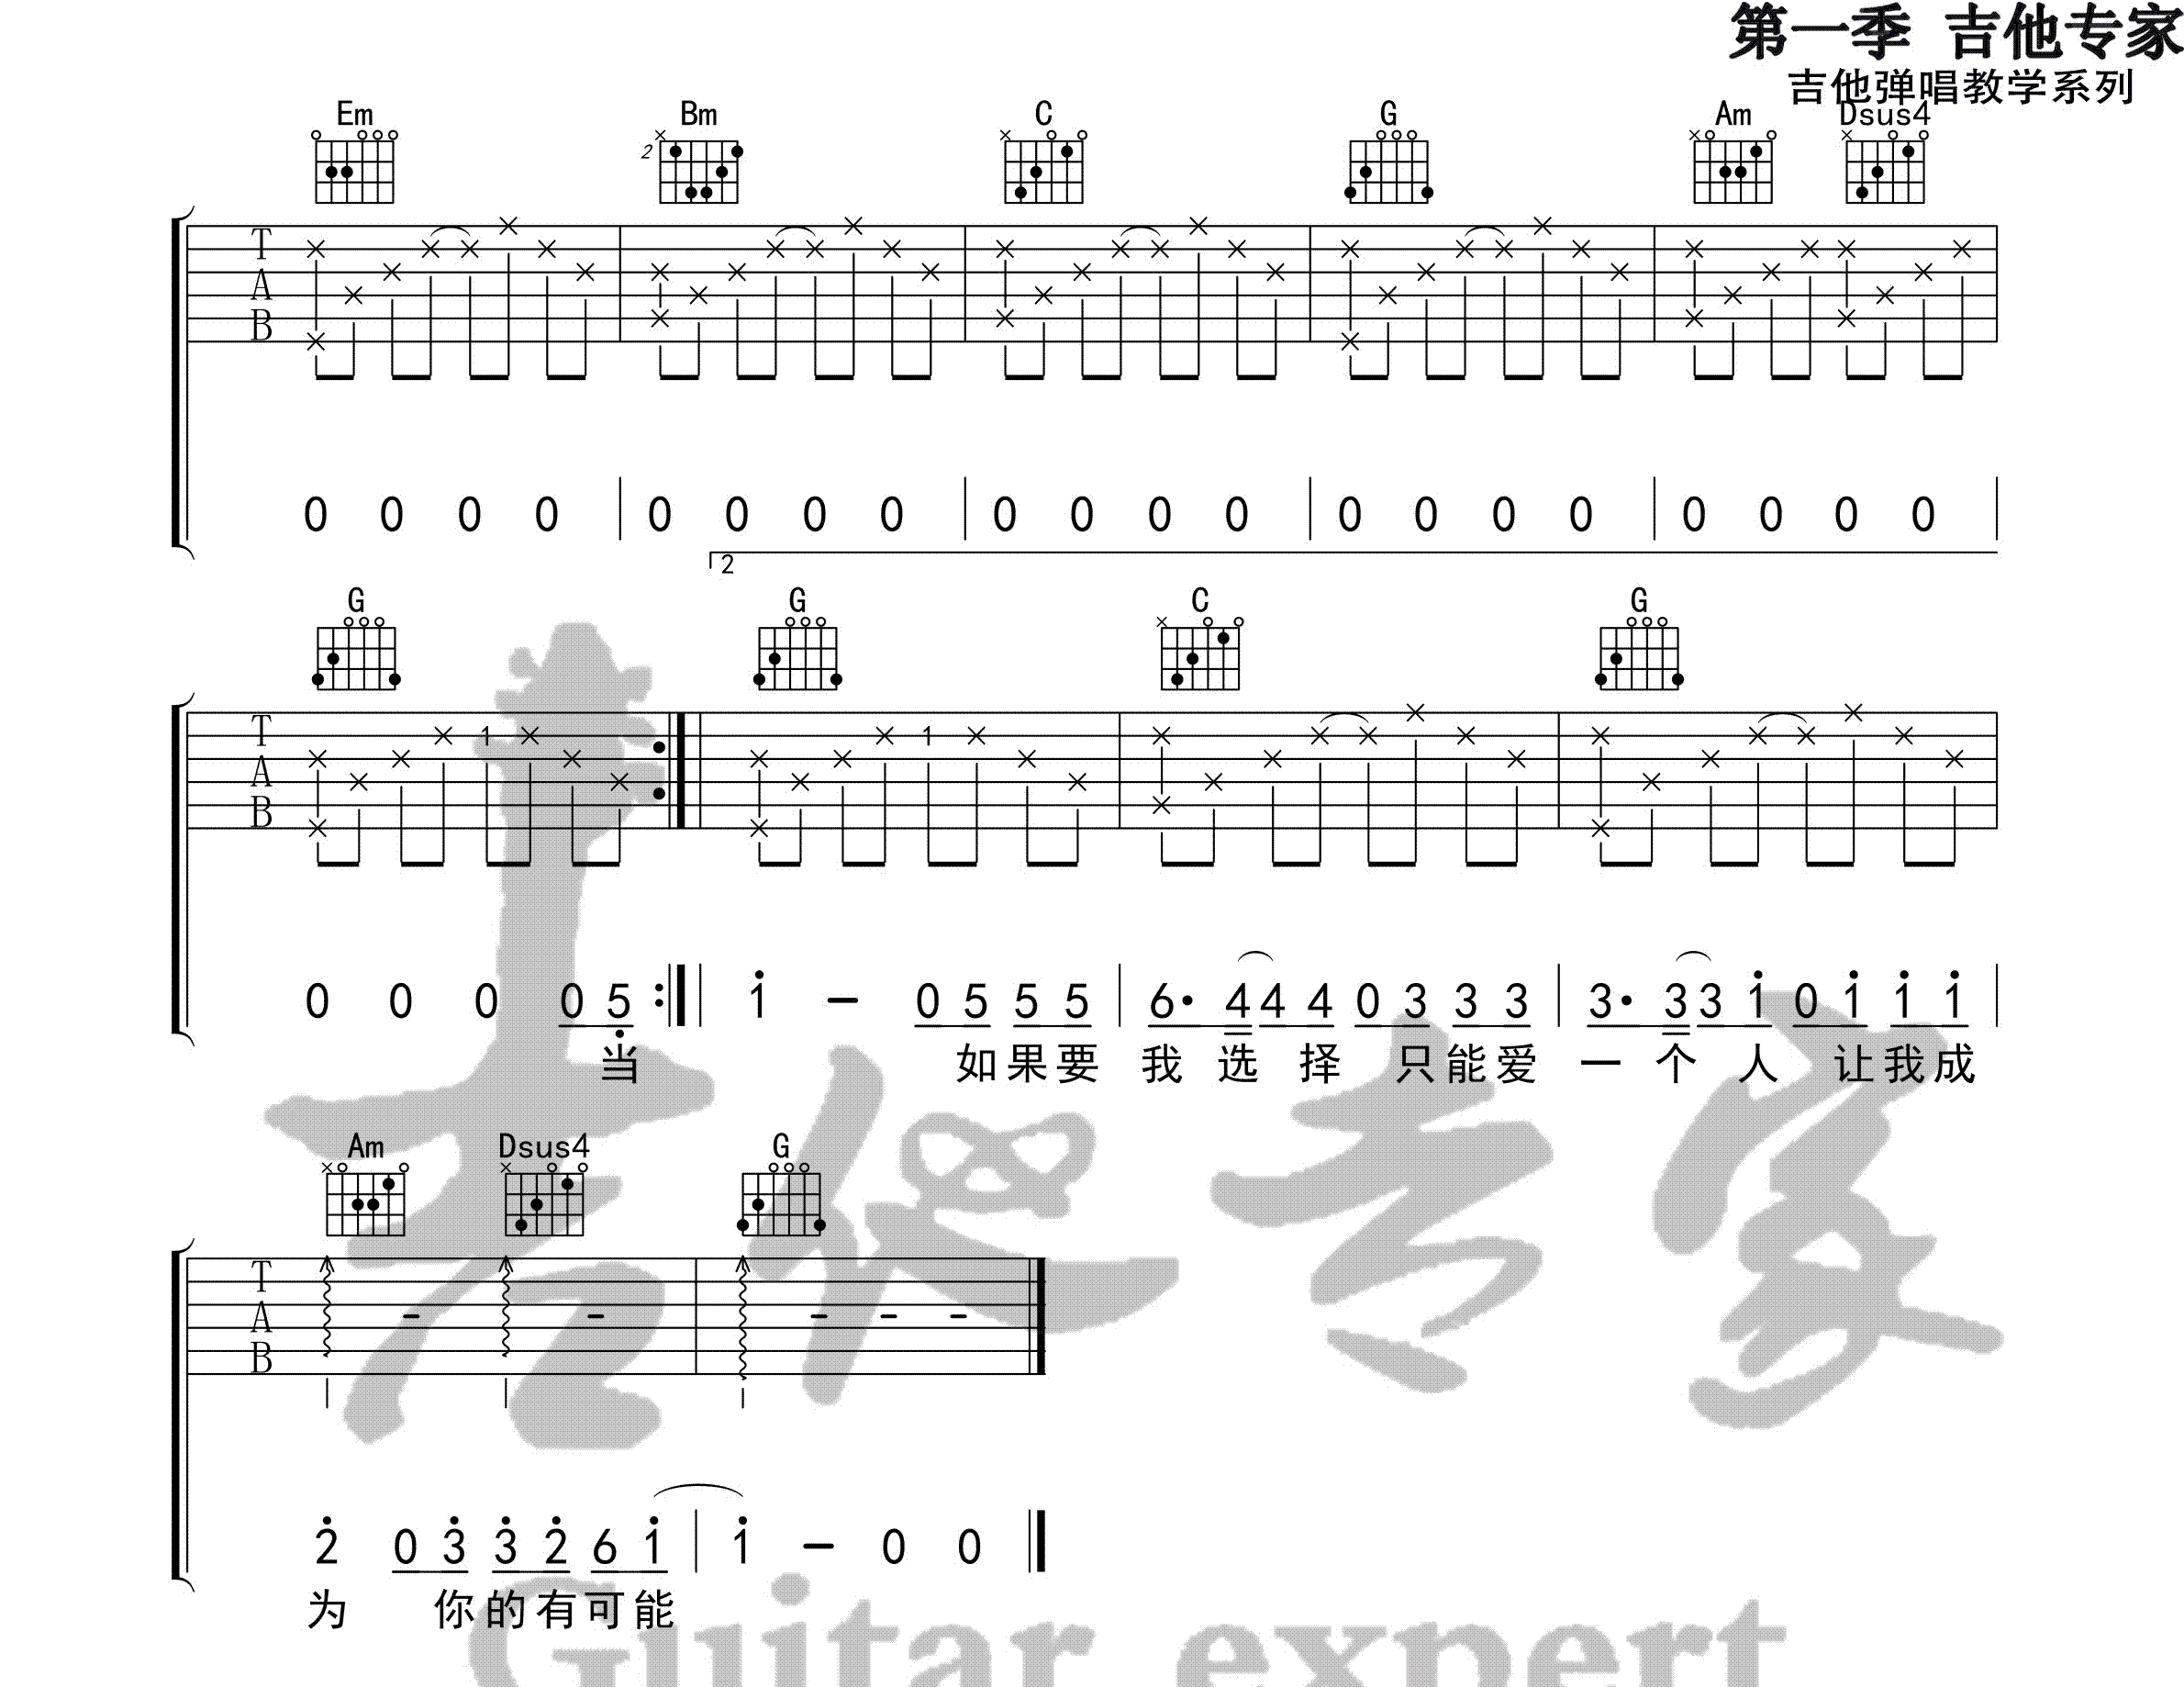 第一季 吉他专家
吉他弹唱教学系列
Em Bm C G Am Dsus4
2
T
A
B
0 0 0 0 | 0 0 0 0 | 0 0 0 0 | 0 0 0 0 | 0 0 0 0
2
G G C G
T 1 1
A
B
0 0 0 0 5 1 - 0 5 5 5 | 6· 4 4 4 0 3 3 3 | 3· 3 3 1 0 1 1 1
当 如果要 我 选 择 只能爱 一 个 人 让我成
Am Dsus4 G
T
A
B
2 0 3 3 2 6 1 | 1 - 0 0
为 你的有可能
吉他专家
Guitar expert